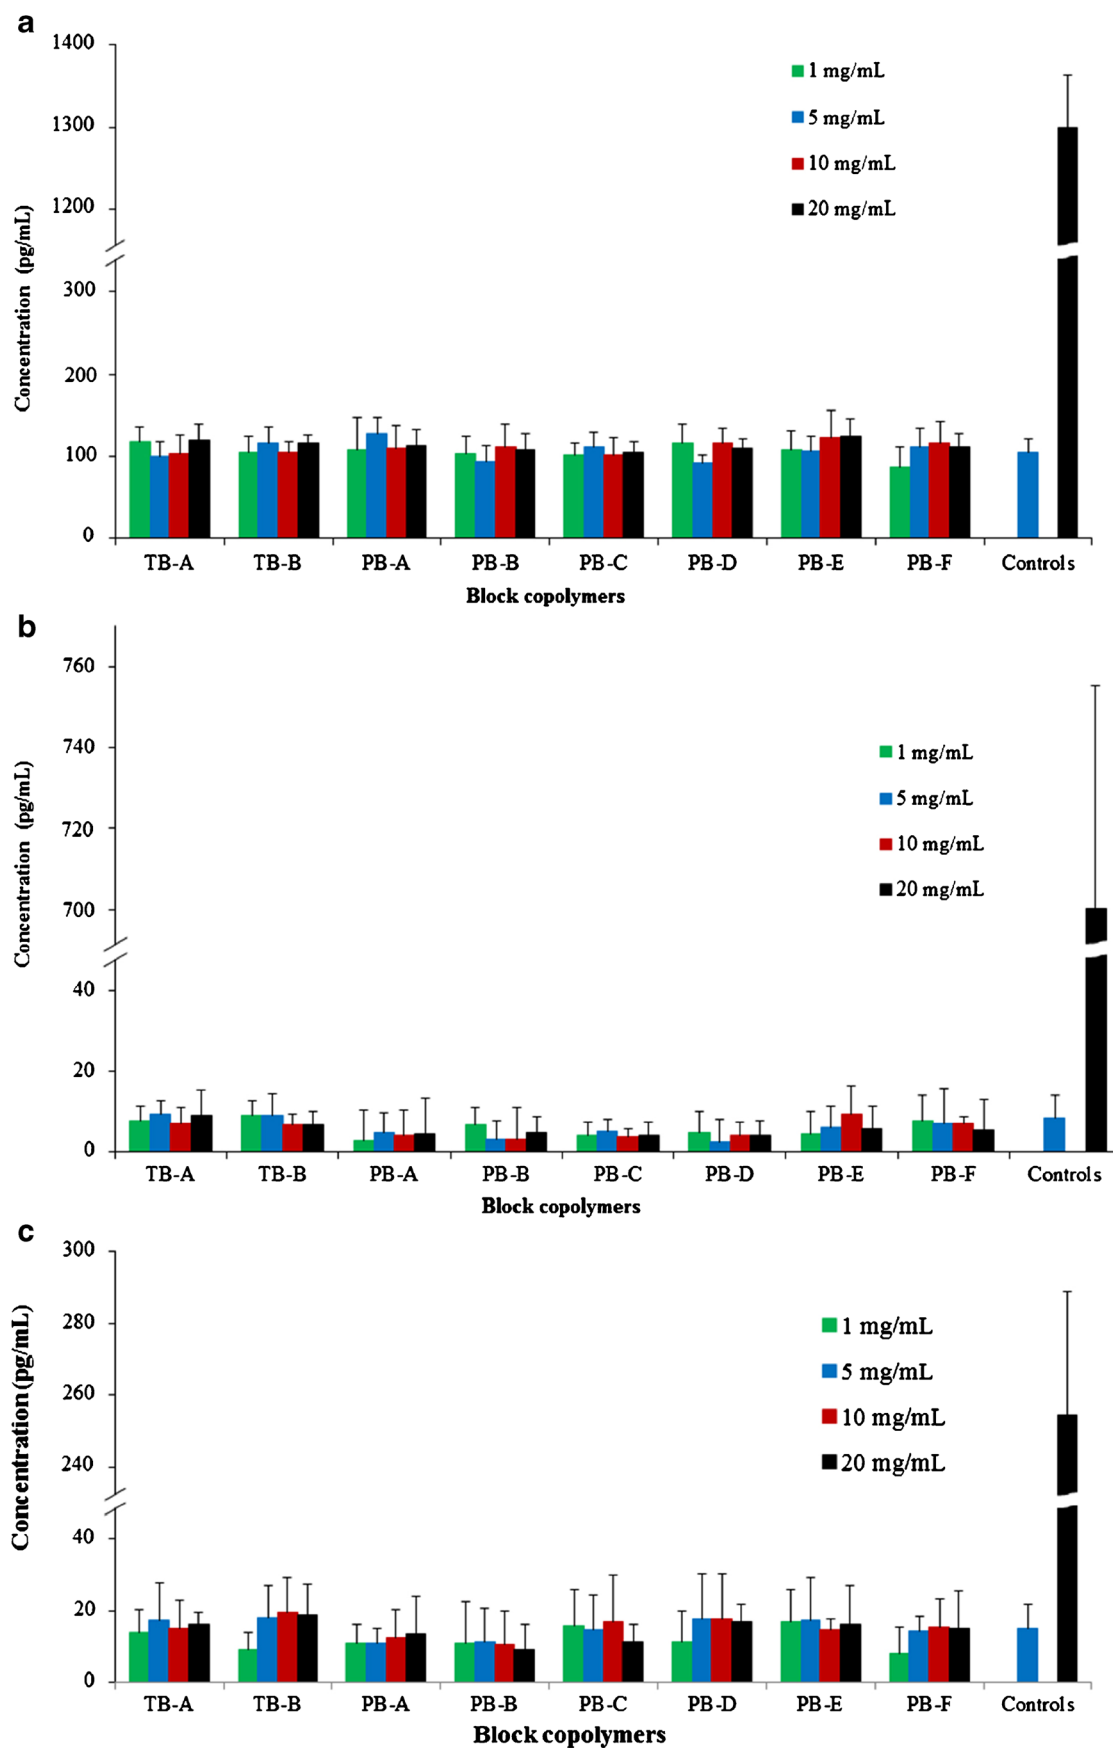 a
1400
1300
1200
300
200
100
0
Concentration (pg/mL)
1 mg/mL
5 mg/mL
10 mg/mL
20 mg/mL
TB-A TB-B PB-A PB-B PB-C PB-D PB-E PB-F Controls
Block copolymers
b
760
740
720
700
40
20
0
Concentration (pg/mL)
1 mg/mL
5 mg/mL
10 mg/mL
20 mg/mL
TB-A TB-B PB-A PB-B PB-C PB-D PB-E PB-F Controls
Block copolymers
c
300
280
260
240
40
20
0
Concentration(pg/mL)
1 mg/mL
5 mg/mL
10 mg/mL
20 mg/mL
TB-A TB-B PB-A PB-B PB-C PB-D PB-E PB-F Controls
Block copolymers